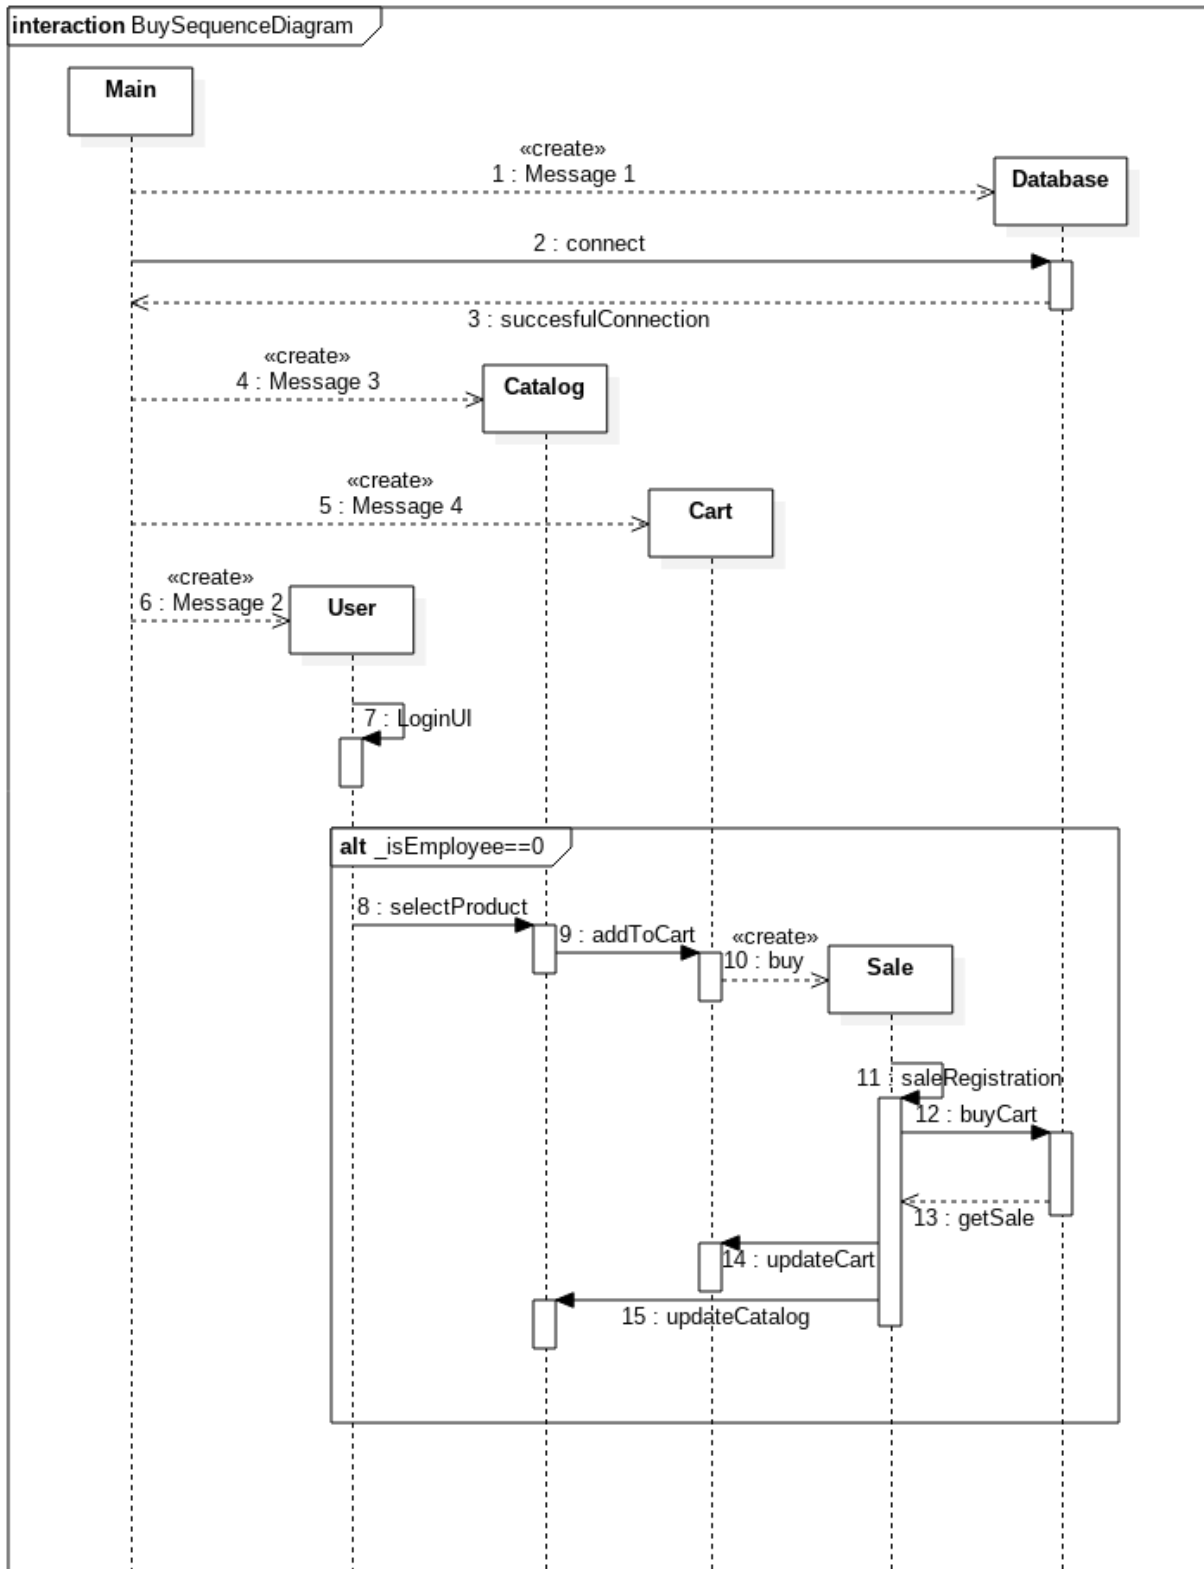 interaction BuySequenceDiagram
Main
«create»
1 : Message 1
Database
2 : connect
3 : succesfulConnection
«create»
4 : Message 3
Catalog
«create»
5 : Message 4
Cart
«create»
6 : Message 2
User
7 : LoginUI
alt _isEmployee==0
8 : selectProduct
9 : addToCart
«create»
10 : buy
Sale
11 : saleRegistration
12 : buyCart
13 : getSale
14 : updateCart
15 : updateCatalog